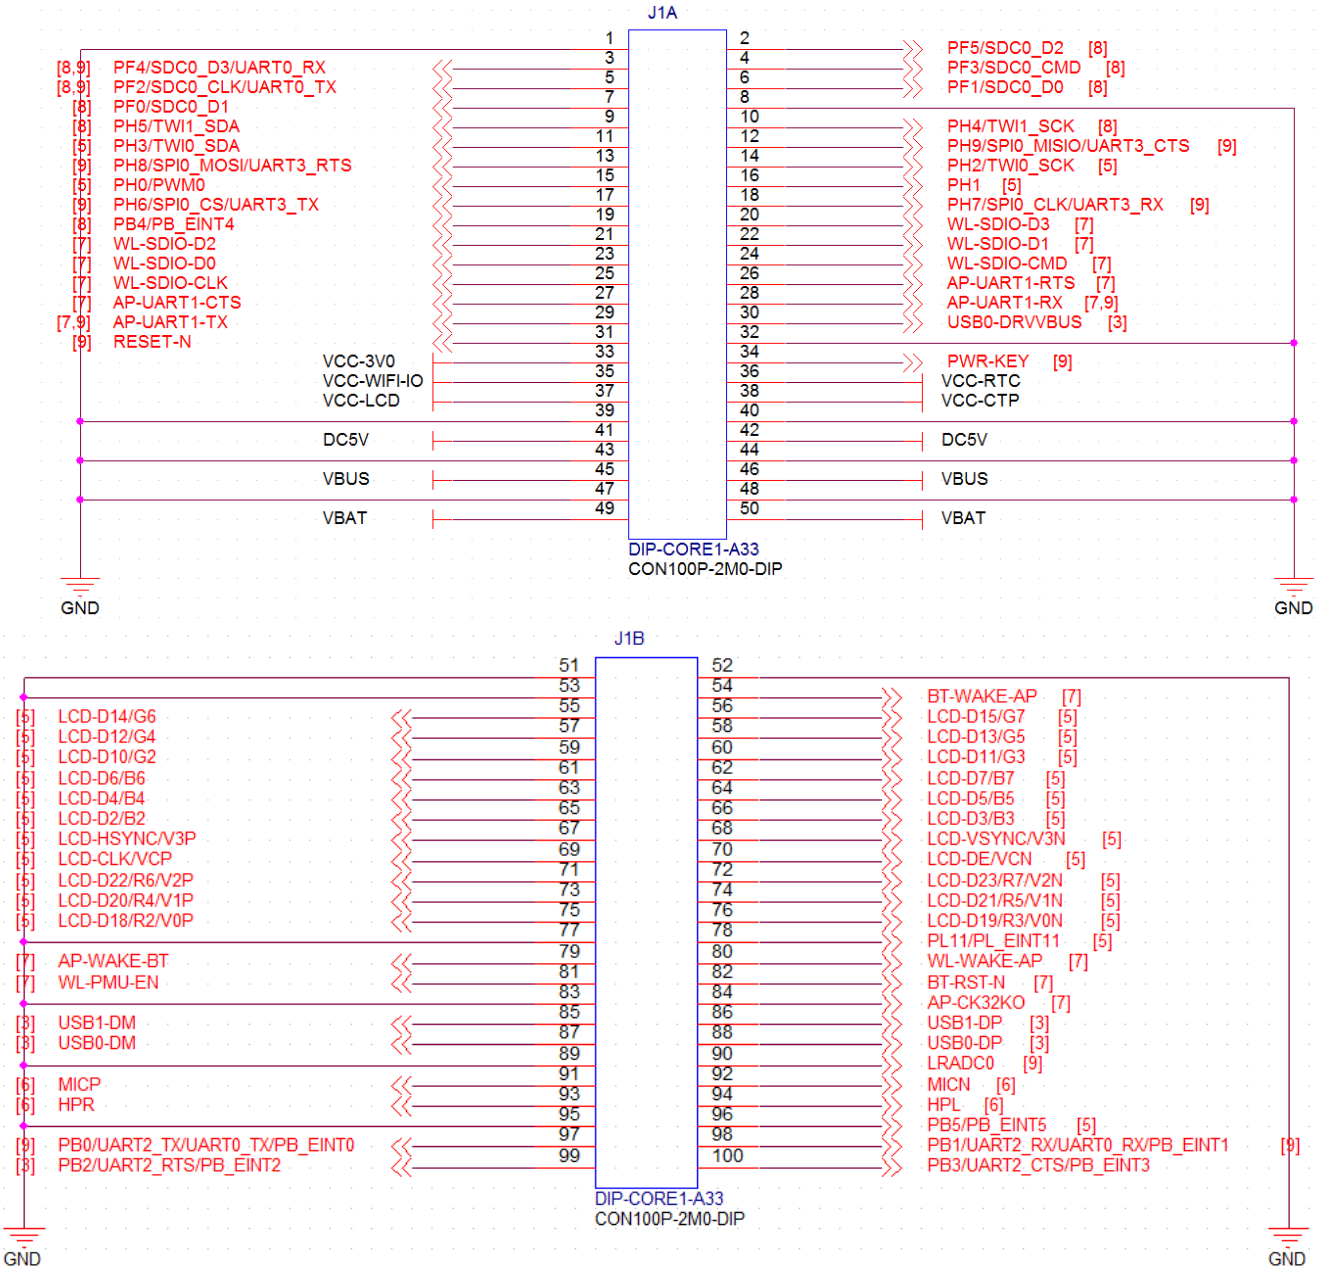 J1A
1 2 PF5/SDC0_D2 [8]
[8,9] PF4/SDC0_D3/UART0_RX 3 4 PF3/SDC0_CMD [8]
[8,9] PF2/SDC0_CLK/UART0_TX 5 6 PF1/SDC0_D0 [8]
[8] PF0/SDC0_D1 7 8
[8] PH5/TWI1_SDA 9 10 PH4/TWI1_SCK [8]
[5] PH3/TWI0_SDA 11 12 PH9/SPI0_MISIO/UART3_CTS [9]
[9] PH8/SPI0_MOSI/UART3_RTS 13 14 PH2/TWI0_SCK [5]
[5] PH0/PWM0 15 16 PH1 [5]
[9] PH6/SPI0_CS/UART3_TX 17 18 PH7/SPI0_CLK/UART3_RX [9]
[8] PB4/PB_EINT4 19 20 WL-SDIO-D3 [7]
[7] WL-SDIO-D2 21 22 WL-SDIO-D1 [7]
[7] WL-SDIO-D0 23 24 WL-SDIO-CMD [7]
[7] WL-SDIO-CLK 25 26 AP-UART1-RTS [7]
[7] AP-UART1-CTS 27 28 AP-UART1-RX [7,9]
[7,9] AP-UART1-TX 29 30 USB0-DRVVBUS [3]
[9] RESET-N 31 32
VCC-3V0 33 34 PWR-KEY [9]
VCC-WIFI-IO 35 36 VCC-RTC
VCC-LCD 37 38 VCC-CTP
39 40
DC5V 41 42 DC5V
43 44
VBUS 45 46 VBUS
47 48
VBAT 49 50 VBAT
DIP-CORE1-A33
CON100P-2M0-DIP
GND GND
J1B
51 52
53 54 BT-WAKE-AP [7]
[5] LCD-D14/G6 55 56 LCD-D15/G7 [5]
[5] LCD-D12/G4 57 58 LCD-D13/G5 [5]
[5] LCD-D10/G2 59 60 LCD-D11/G3 [5]
[5] LCD-D6/B6 61 62 LCD-D7/B7 [5]
[5] LCD-D4/B4 63 64 LCD-D5/B5 [5]
[5] LCD-D2/B2 65 66 LCD-D3/B3 [5]
[5] LCD-HSYNC/V3P 67 68 LCD-VSYNC/V3N [5]
[5] LCD-CLK/VCP 69 70 LCD-DE/VCN [5]
[5] LCD-D22/R6/V2P 71 72 LCD-D23/R7/V2N [5]
[5] LCD-D20/R4/V1P 73 74 LCD-D21/R5/V1N [5]
[5] LCD-D18/R2/V0P 75 76 LCD-D19/R3/V0N [5]
77 78 PL11/PL_EINT11 [5]
[7] AP-WAKE-BT 79 80 WL-WAKE-AP [7]
[7] WL-PMU-EN 81 82 BT-RST-N [7]
83 84 AP-CK32KO [7]
[3] USB1-DM 85 86 USB1-DP [3]
[3] USB0-DM 87 88 USB0-DP [3]
89 90 LRADC0 [9]
[6] MICP 91 92 MICN [6]
[6] HPR 93 94 HPL [6]
95 96 PB5/PB_EINT5 [5]
[9] PB0/UART2_TX/UART0_TX/PB_EINT0 97 98 PB1/UART2_RX/UART0_RX/PB_EINT1 [9]
[3] PB2/UART2_RTS/PB_EINT2 99 100 PB3/UART2_CTS/PB_EINT3
DIP-CORE1-A33
CON100P-2M0-DIP
GND GND